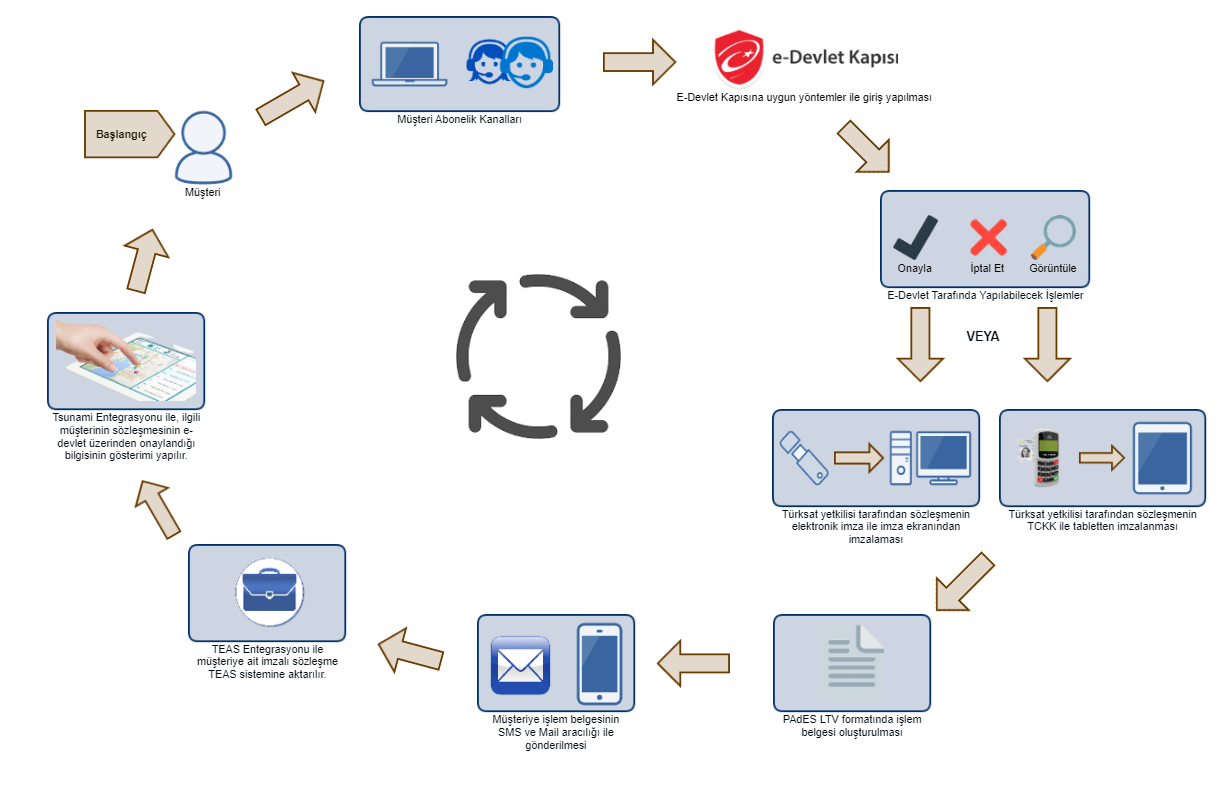 Başlangıç
Müşteri
Müşteri Abonelik Kanalları
e-Devlet Kapısı
E-Devlet Kapısına uygun yöntemler ile giriş yapılması
Onayla
İptal Et
Görüntüle
E-Devlet Tarafında Yapılabilecek İşlemler
VEYA
Türksat yetkilisi tarafından sözleşmenin
elektronik imza ile imza ekranından
imzalaması
Türksat yetkilisi tarafından sözleşmenin
TCKK ile tabletten imzalanması
PAdES LTV formatında işlem
belgesi oluşturulması
Müşteriye işlem belgesinin
SMS ve Mail aracılığı ile
gönderilmesi
TEAS Entegrasyonu ile
müşteriye ait imzalı sözleşme
TEAS sistemine aktarılır.
Tsunami Entegrasyonu ile, ilgili
müşterinin sözleşmesinin e-
devlet üzerinden onaylandığı
bilgisinin gösterimi yapılır.